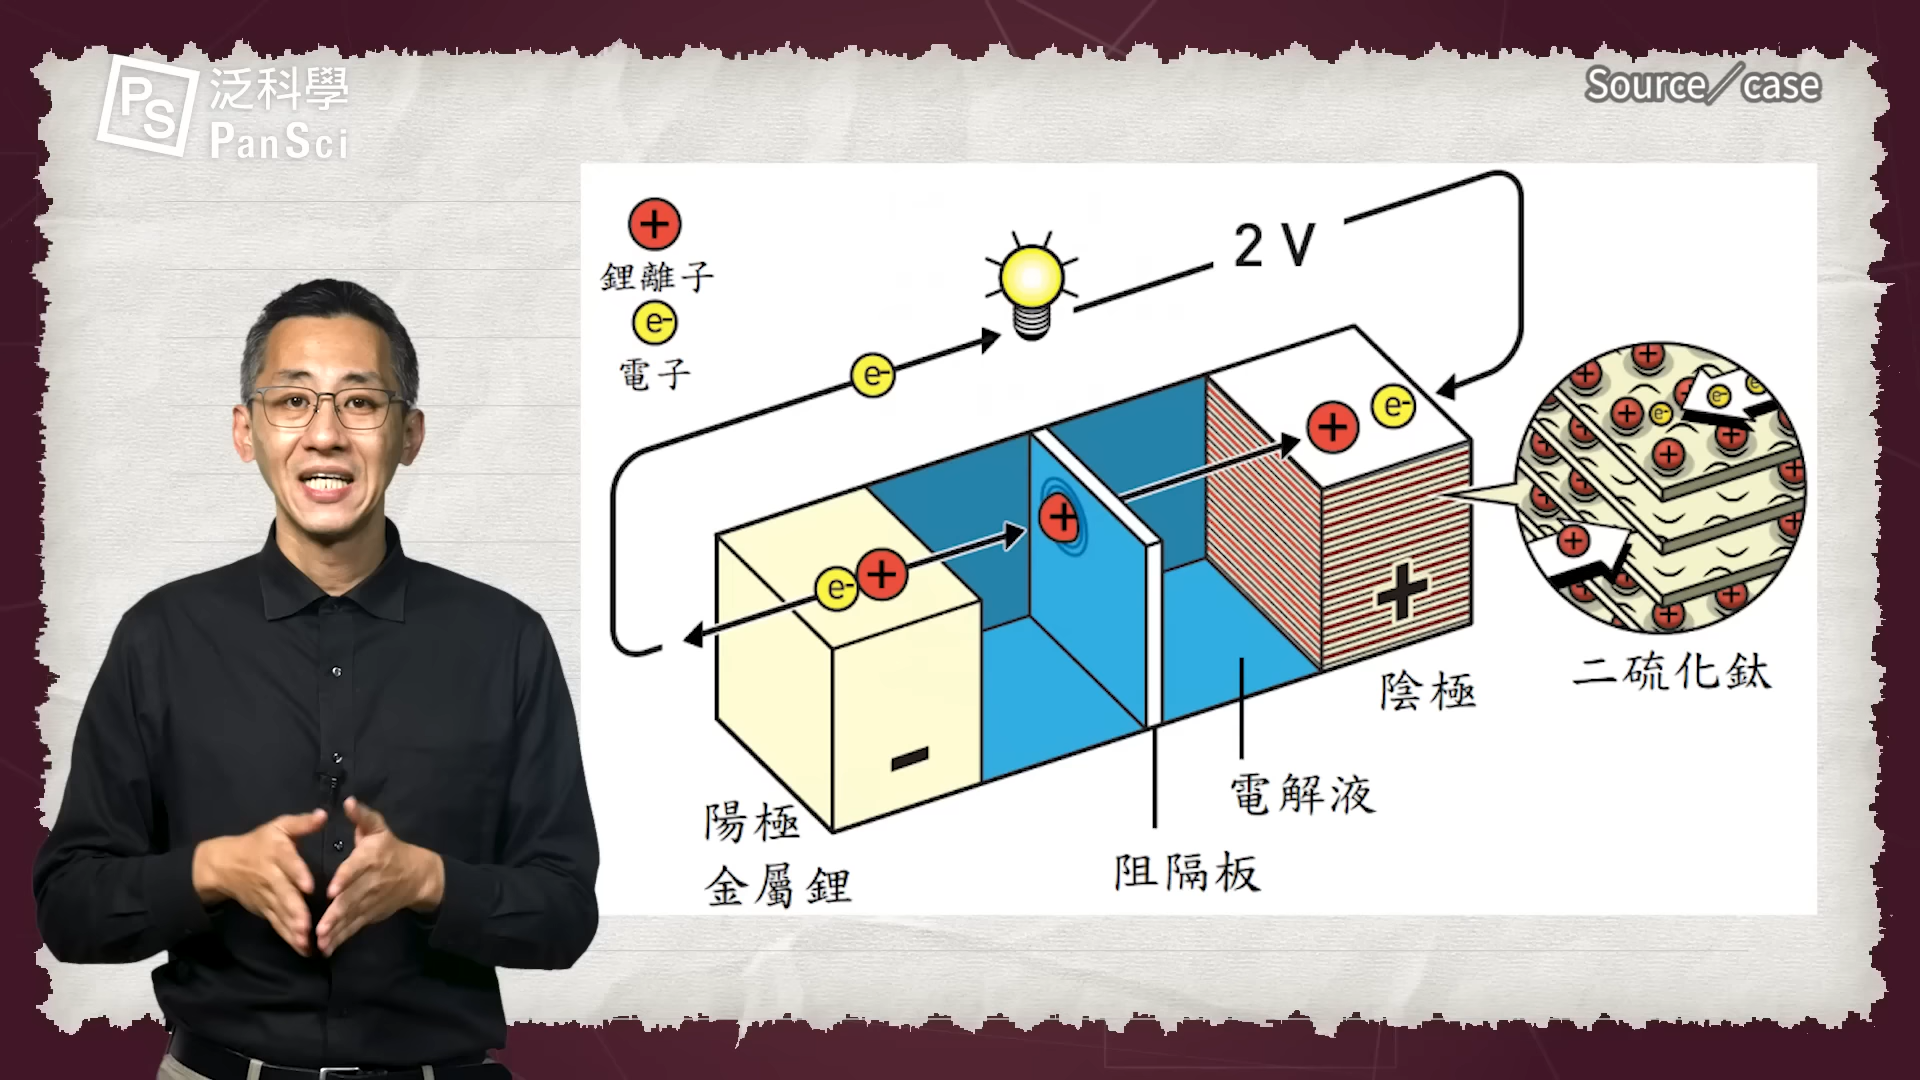 PS
泛科學
PanSci
Source／case
+
鋰離子
e-
電子
e-
2 V
+
e-
+
e-
+
+
-
陽極
金屬鋰
阻隔板
電解液
陰極
二硫化鈦